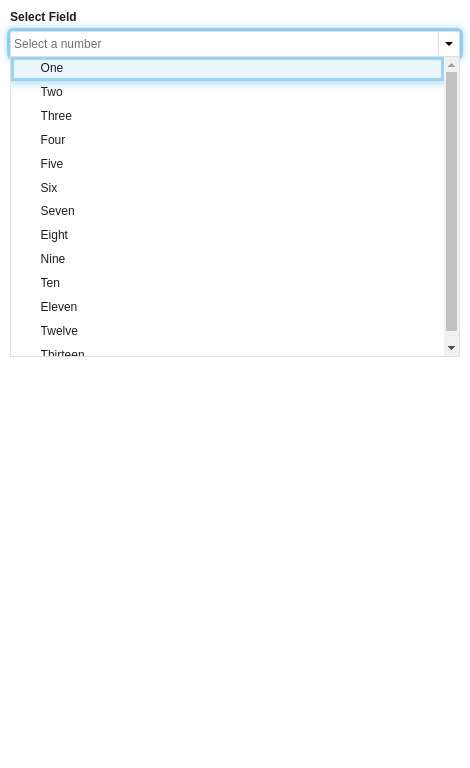 Select Field
Select a number
One
Two
Three
Four
Five
Six
Seven
Eight
Nine
Ten
Eleven
Twelve
Thirteen